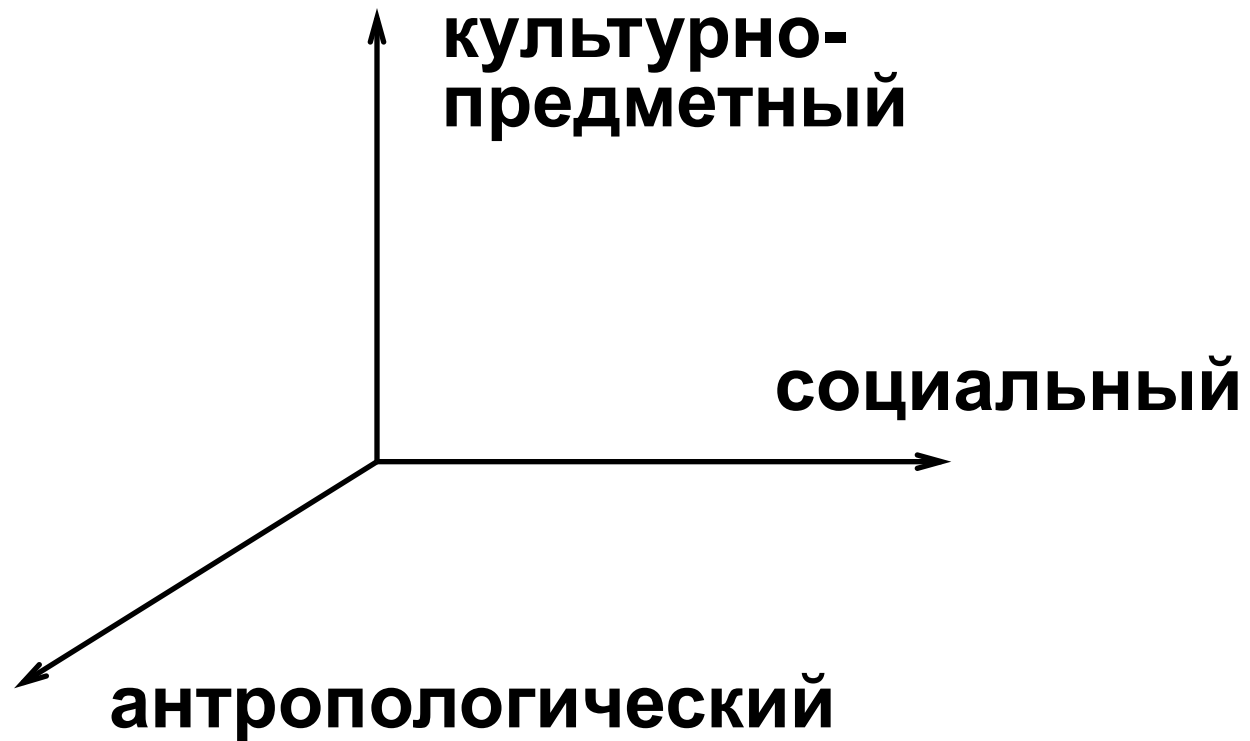 культурно-
предметный
социальный
антропологический